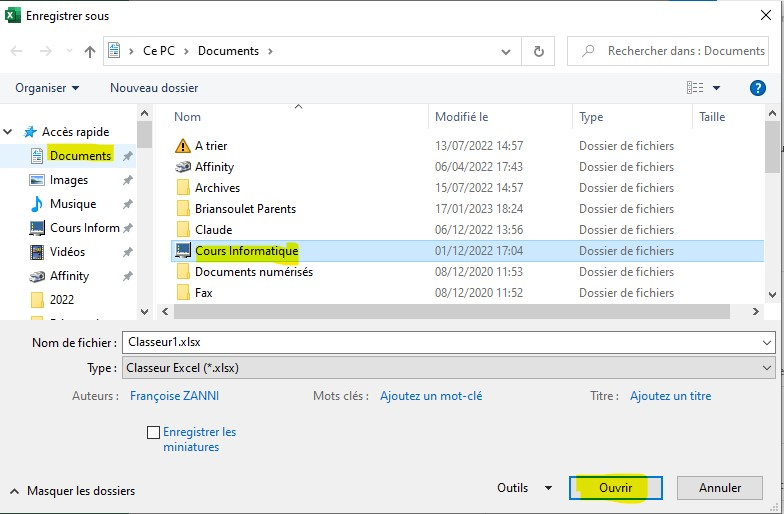 Enregistrer sous
Ce PC > Documents >
Rechercher dans : Documents
Organiser
Nouveau dossier
?
Accès rapide
Documents
Images
Musique
Cours Inform
Vidéos
Affinity
2022
Nom Modifié le Type Taille
A trier 13/07/2022 14:57 Dossier de fichiers
Affinity 06/04/2022 17:43 Dossier de fichiers
Archives 15/07/2022 14:57 Dossier de fichiers
Briansoulet Parents 17/01/2023 18:24 Dossier de fichiers
Claude 06/12/2022 13:56 Dossier de fichiers
Cours Informatique 01/12/2022 17:04 Dossier de fichiers
Documents numérisés 08/12/2020 11:53 Dossier de fichiers
Fax 08/12/2020 11:52 Dossier de fichiers
Nom de fichier : Classeur1.xlsx
Type : Classeur Excel (*.xlsx)
Auteurs : Françoise ZANNI Mots clés : Ajoutez un mot-clé Titre : Ajoutez un titre
Enregistrer les
miniatures
Masquer les dossiers
Outils
Ouvrir
Annuler